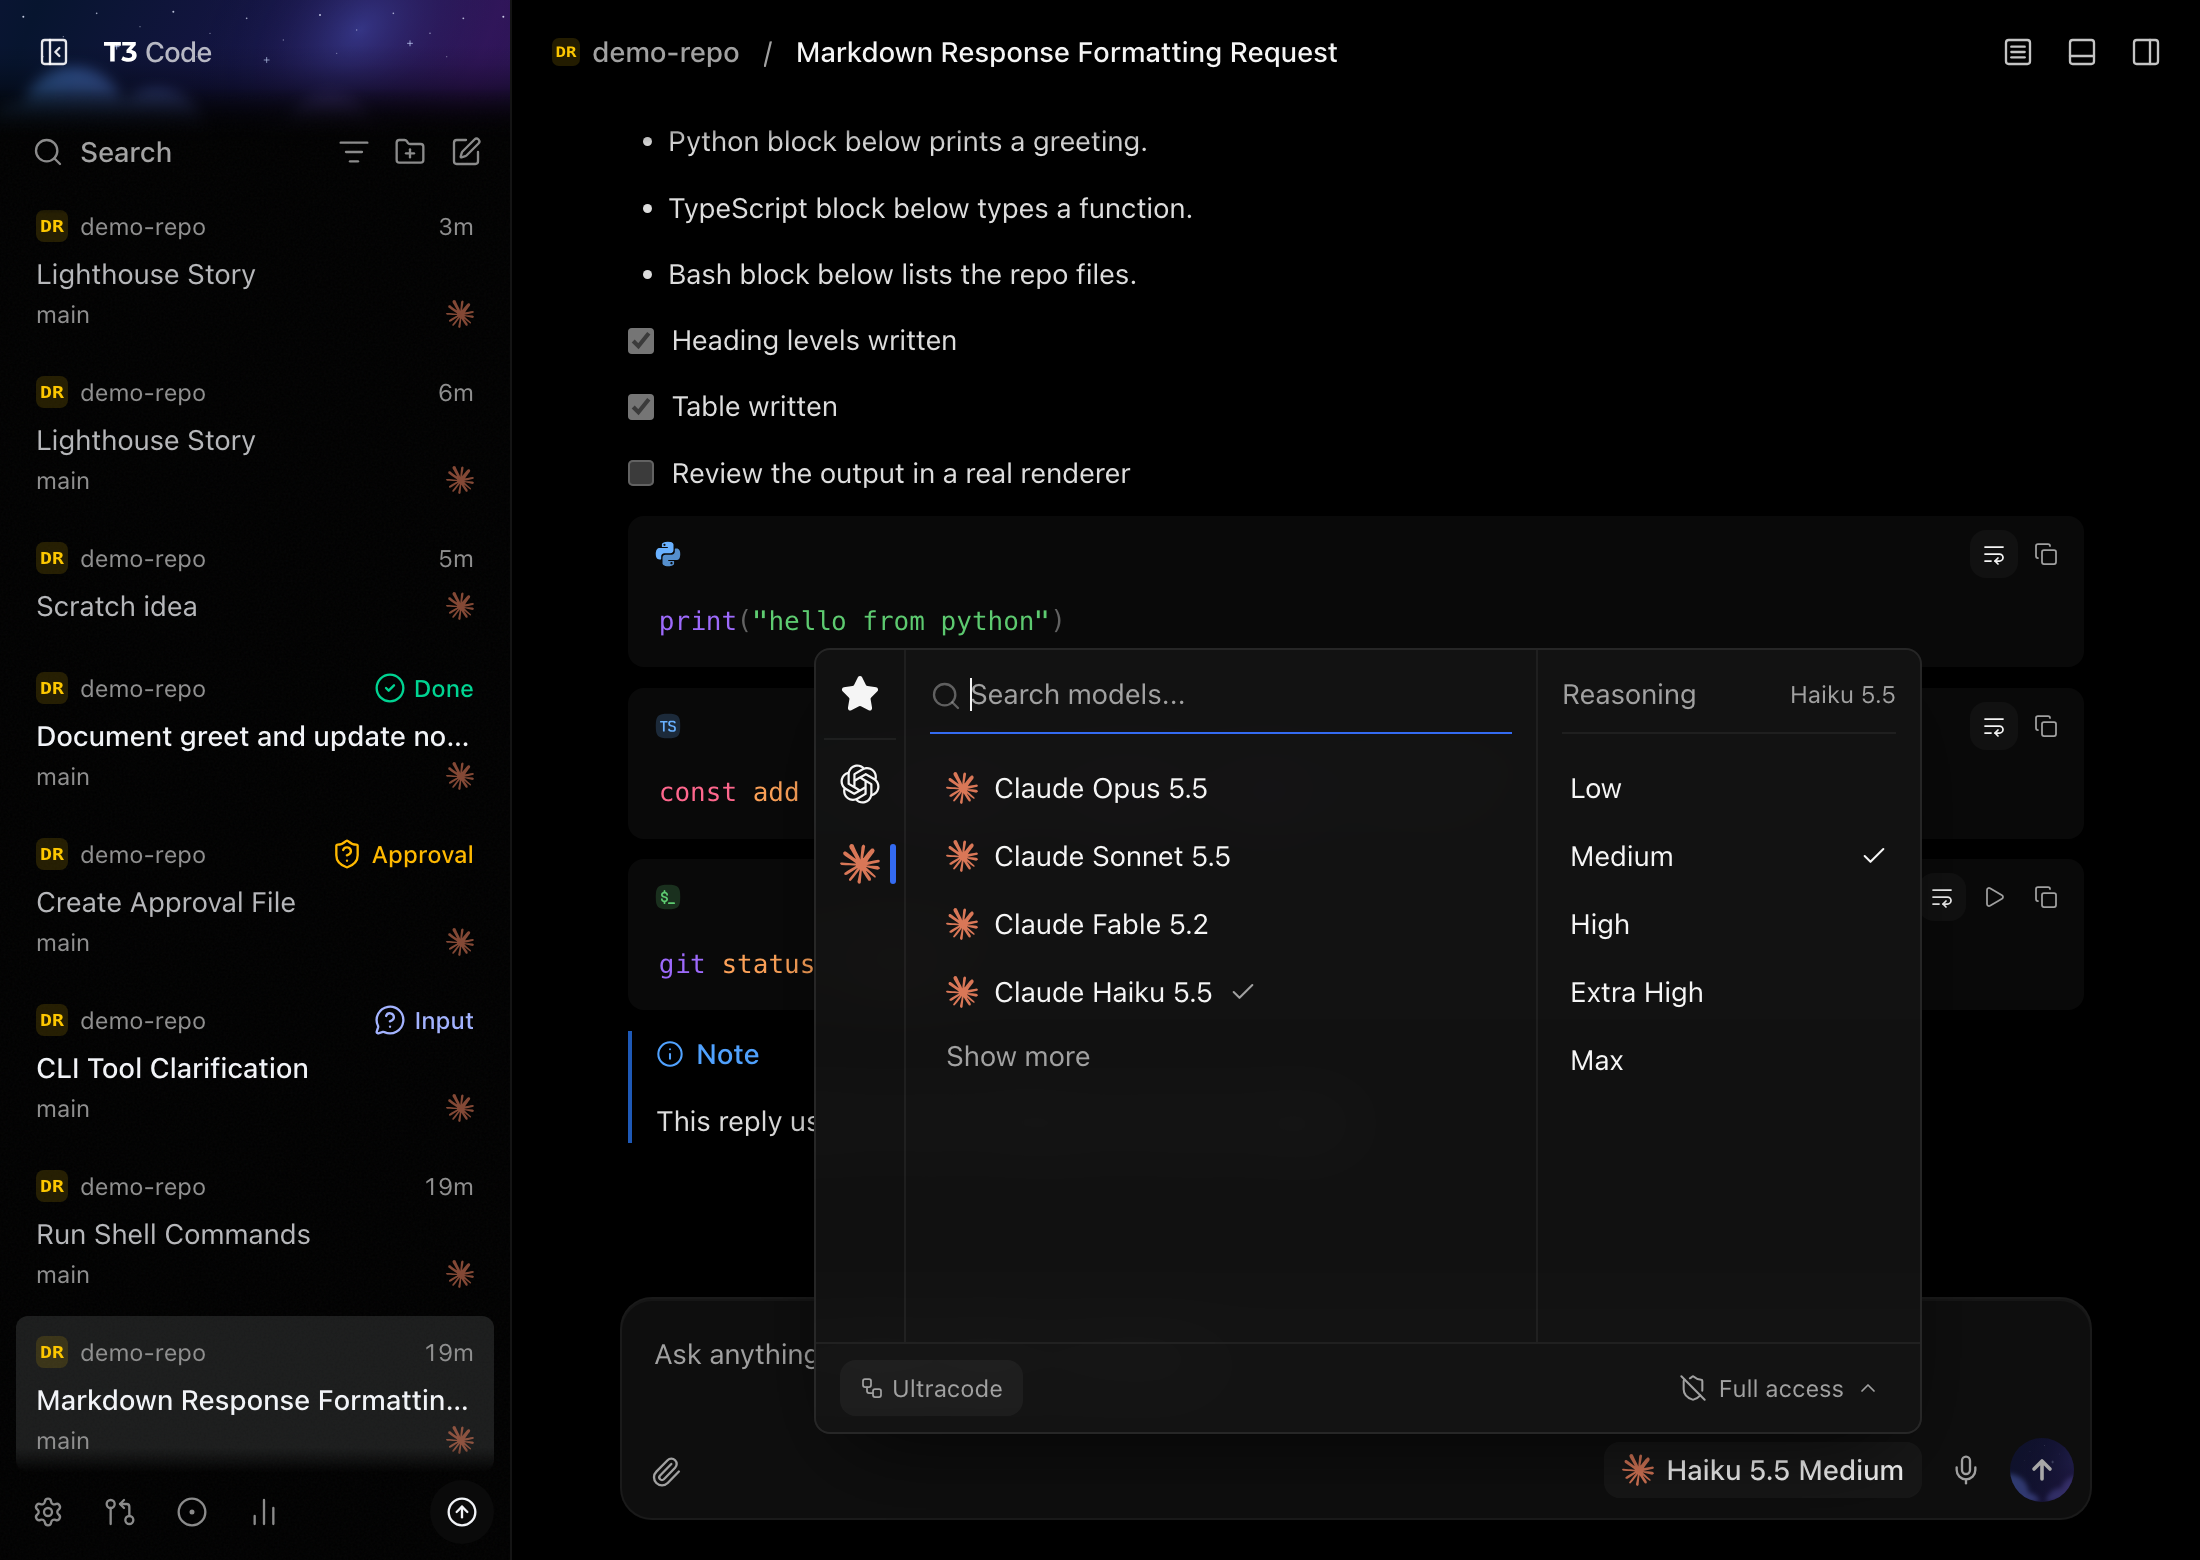 T3 Code
Search
DR demo-repo 3m
Lighthouse Story
main
DR demo-repo 6m
Lighthouse Story
main
DR demo-repo 5m
Scratch idea
DR demo-repo Done
Document greet and update no...
main
DR demo-repo Approval
Create Approval File
main
DR demo-repo Input
CLI Tool Clarification
main
DR demo-repo 19m
Run Shell Commands
main
DR demo-repo 19m
Markdown Response Formattin...
main
DR demo-repo / Markdown Response Formatting Request
• Python block below prints a greeting.
• TypeScript block below types a function.
• Bash block below lists the repo files.
Heading levels written
Table written
Review the output in a real renderer
print("hello from python")
TS
const add
$_
git status
Note
This reply us
Search models...
Claude Opus 5.5
Claude Sonnet 5.5
Claude Fable 5.2
Claude Haiku 5.5
Show more
Reasoning Haiku 5.5
Low
Medium
High
Extra High
Max
Ultracode
Full access
Ask anything
Haiku 5.5 Medium